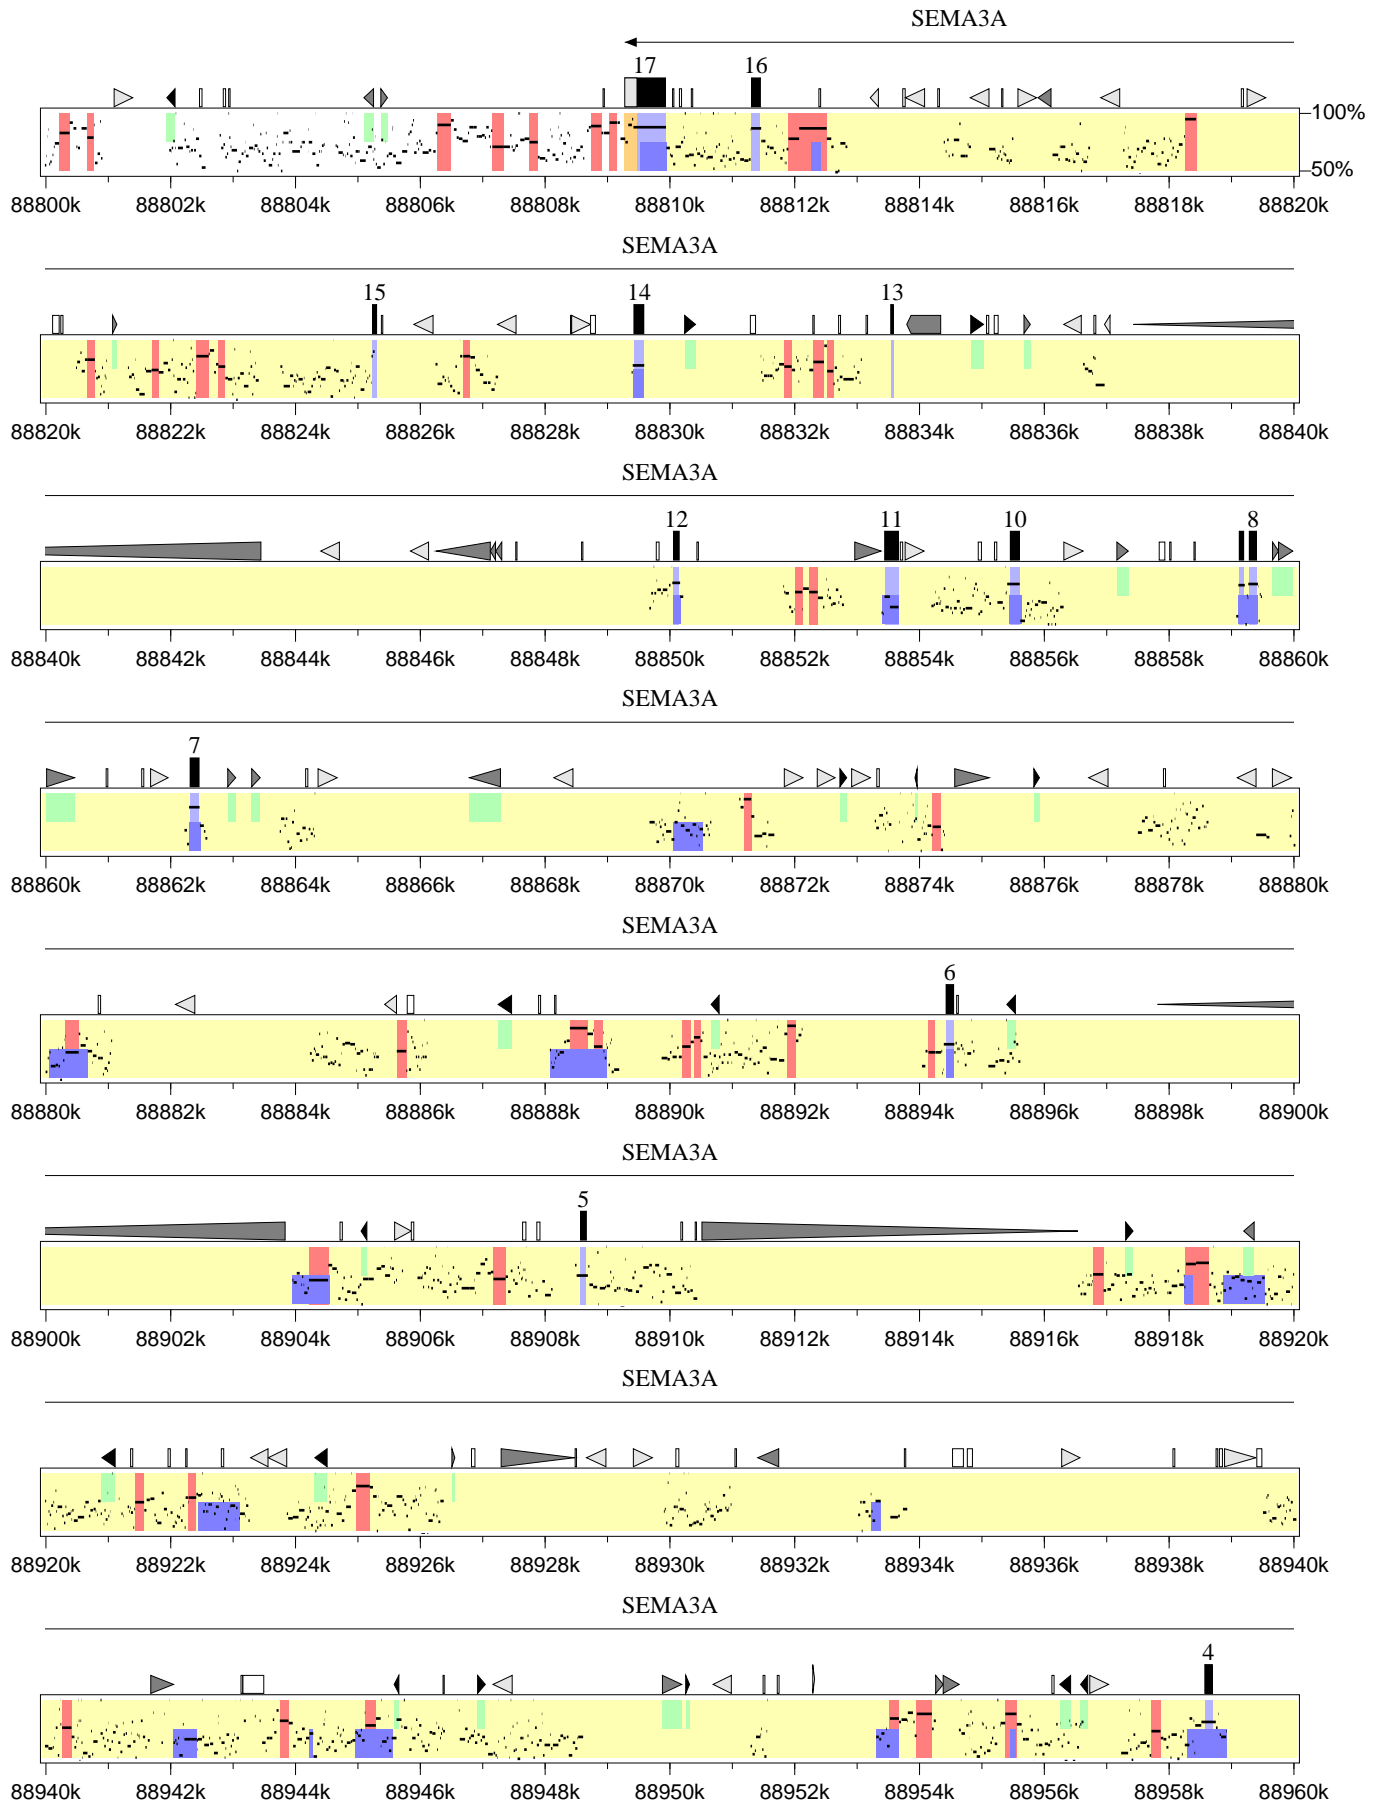 SEMA3A
17 16
100%
50%
88800k 88802k 88804k 88806k 88808k 88810k 88812k 88814k 88816k 88818k 88820k
SEMA3A
15 14 13
88820k 88822k 88824k 88826k 88828k 88830k 88832k 88834k 88836k 88838k 88840k
SEMA3A
12 11 10 8
88840k 88842k 88844k 88846k 88848k 88850k 88852k 88854k 88856k 88858k 88860k
SEMA3A
7
88860k 88862k 88864k 88866k 88868k 88870k 88872k 88874k 88876k 88878k 88880k
SEMA3A
6
88880k 88882k 88884k 88886k 88888k 88890k 88892k 88894k 88896k 88898k 88900k
SEMA3A
5
88900k 88902k 88904k 88906k 88908k 88910k 88912k 88914k 88916k 88918k 88920k
SEMA3A
88920k 88922k 88924k 88926k 88928k 88930k 88932k 88934k 88936k 88938k 88940k
SEMA3A
4
88940k 88942k 88944k 88946k 88948k 88950k 88952k 88954k 88956k 88958k 88960k